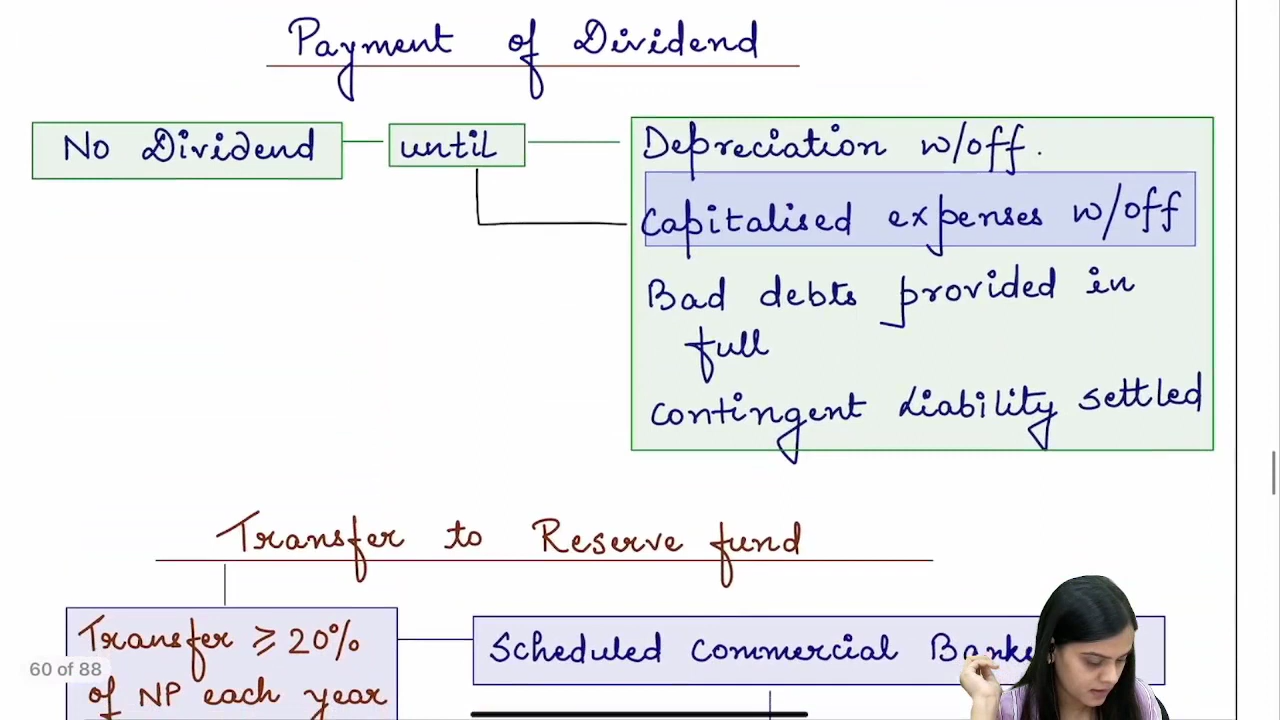 Payment of Dividend
No Dividend until Depreciation w/off.
Capitalised expenses w/off
Bad debts provided in
full
Contingent Liability settled
Transfer to Reserve fund
Transfer ≥ 20% Scheduled Commercial Banks
of NP each year
60 of 88